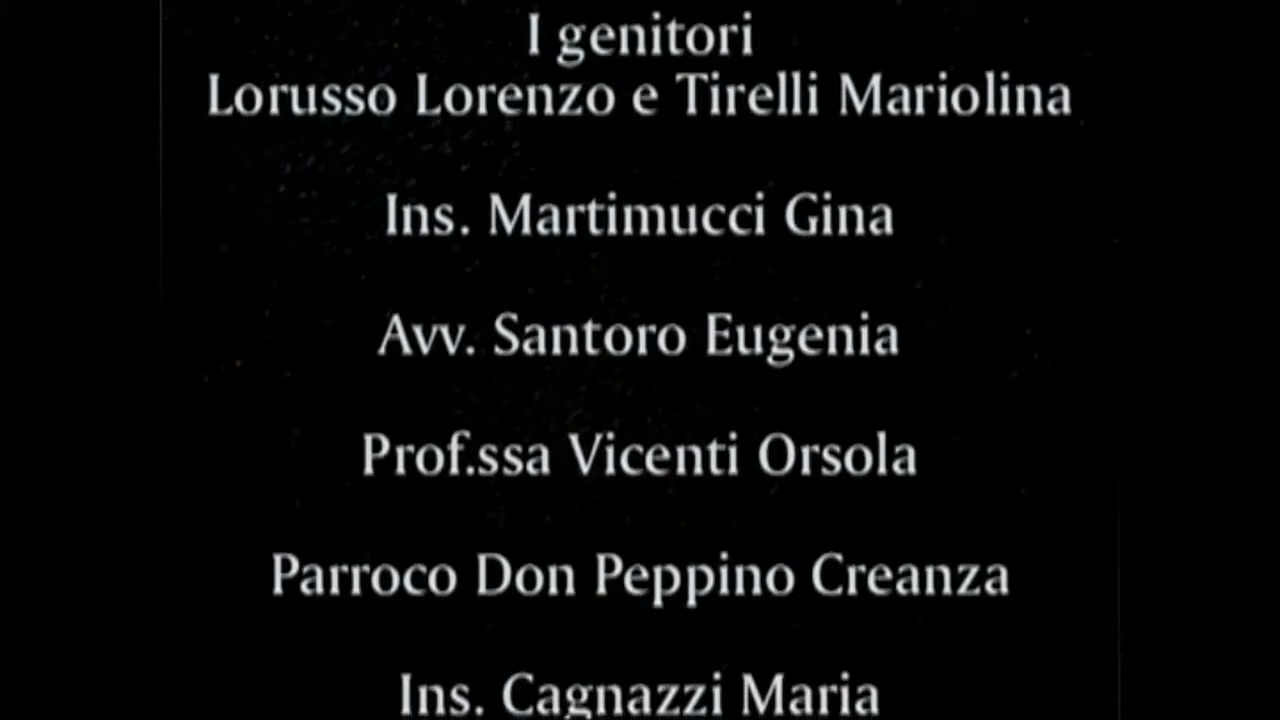 I genitori
Lorusso Lorenzo e Tirelli Mariolina
Ins. Martimucci Gina
Avv. Santoro Eugenia
Prof.ssa Vicenti Orsola
Parroco Don Peppino Creanza
Ins. Cagnazzi Maria